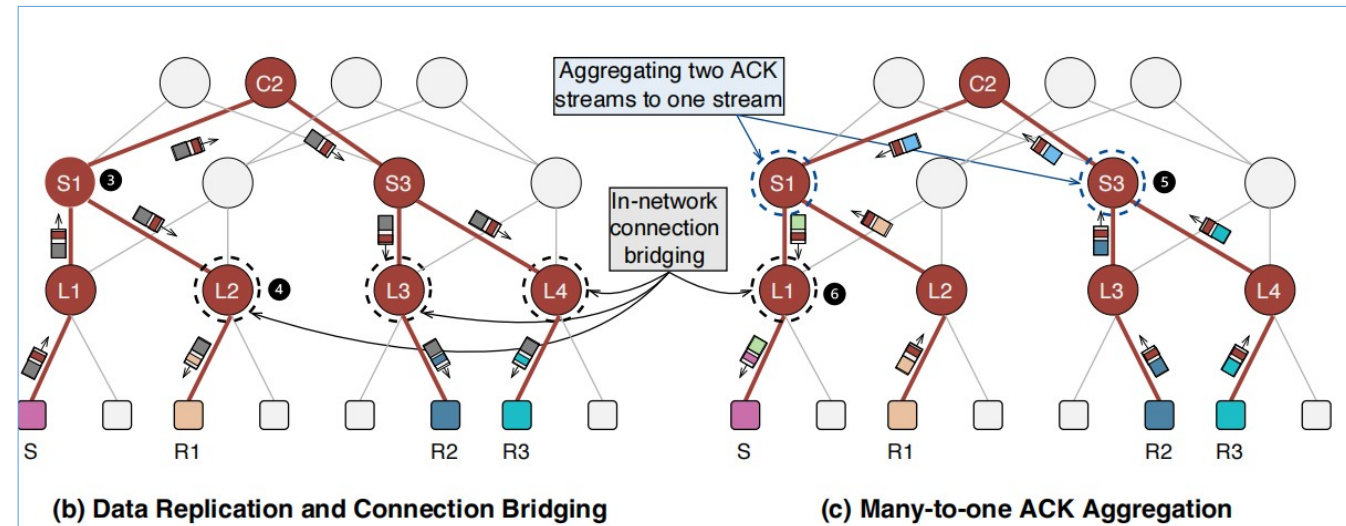 C2
S1
3
S3
L1
L2
4
L3
L4
S
R1
R2
R3
(b) Data Replication and Connection Bridging
Aggregating two ACK
streams to one stream
In-network
connection
bridging
C2
S1
S3
5
L1
6
L2
L3
L4
S
R1
R2
R3
(c) Many-to-one ACK Aggregation